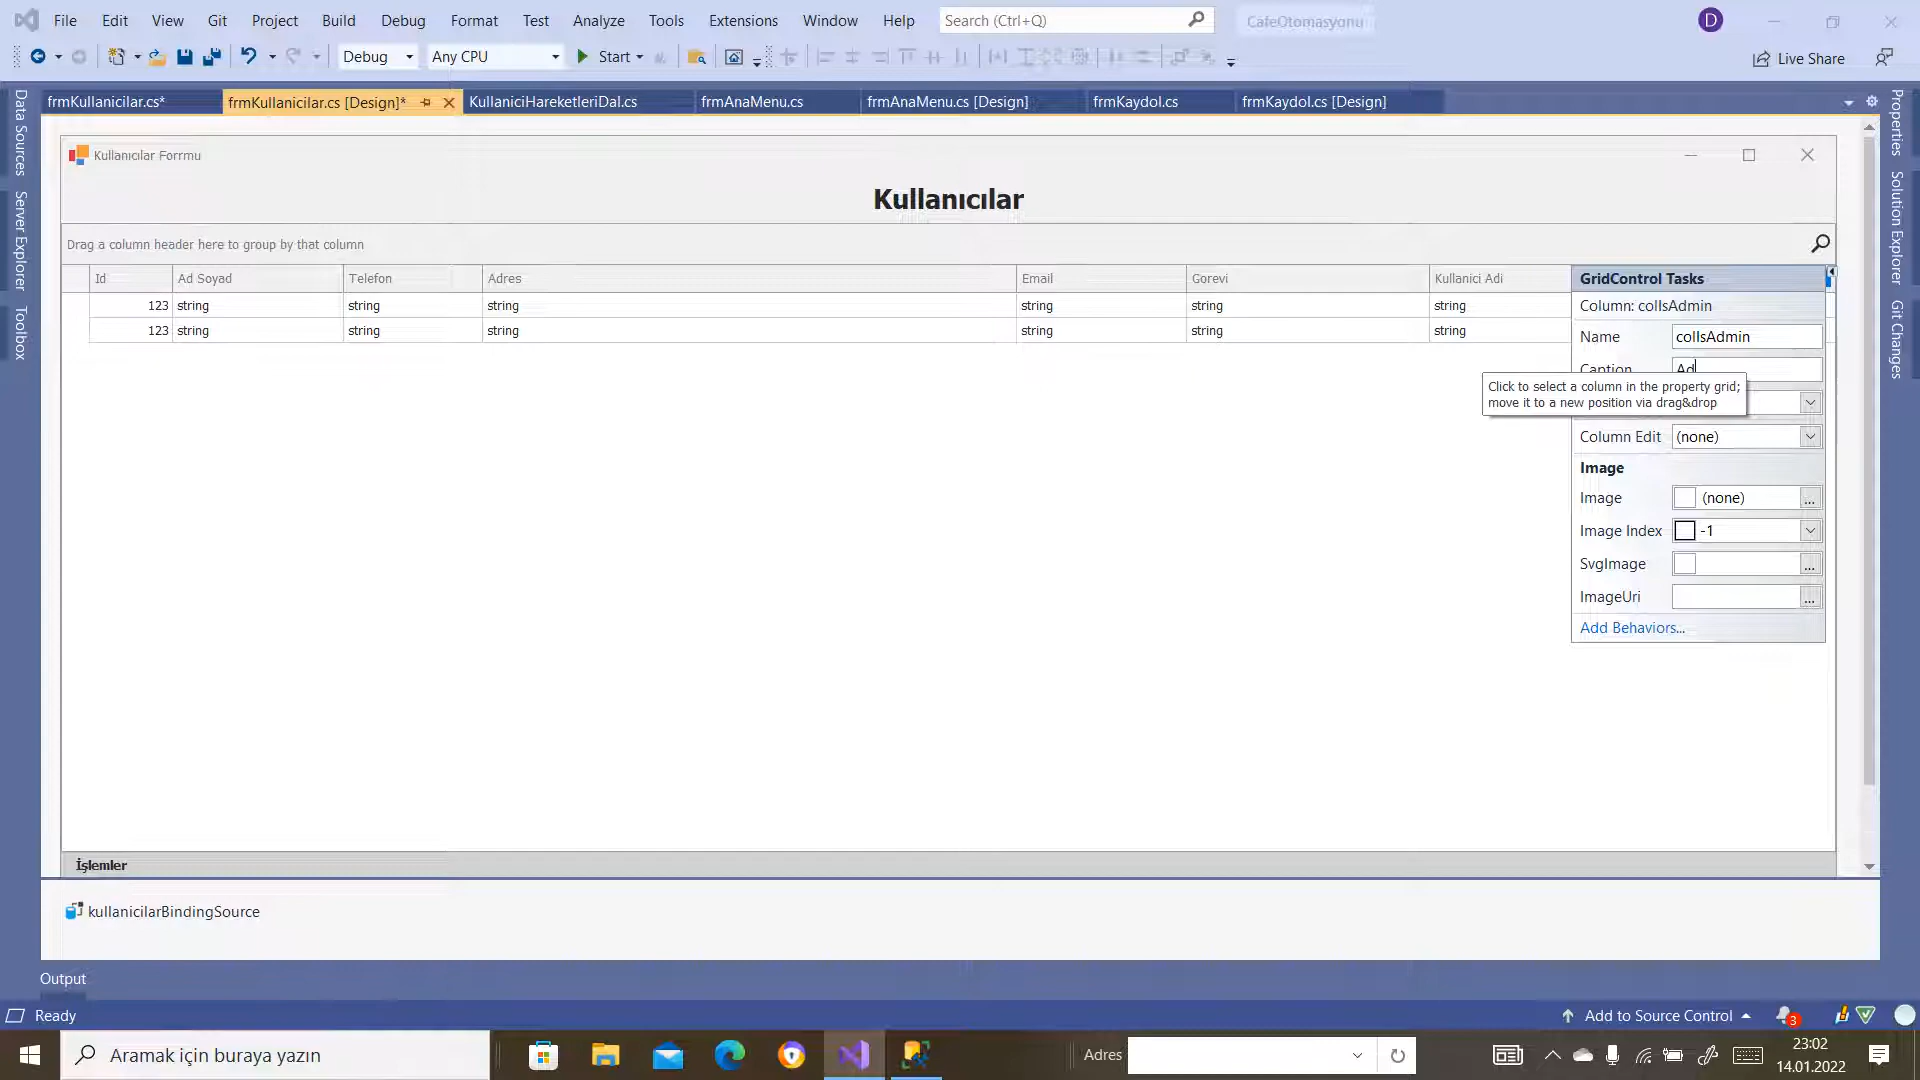 File Edit View Git Project Build Debug Format Test Analyze Tools Extensions Window Help Search (Ctrl+Q) CafeOtomasyonu D
Debug Any CPU Start Live Share
frmKullanicilar.cs* frmKullanicilar.cs [Design]* KullaniciHareketleriDal.cs frmAnaMenu.cs frmAnaMenu.cs [Design] frmKaydol.cs frmKaydol.cs [Design]
Data Sources
Server Explorer
Toolbox
Kullanıcılar Forrmu
Kullanıcılar
Drag a column header here to group by that column
Id Ad Soyad Telefon Adres Email Gorevi Kullanici Adi
123 string string string string string string
123 string string string string string string
GridControl Tasks
Column: colIsAdmin
Name colIsAdmin
Caption Ad
Click to select a column in the property grid;
move it to a new position via drag&drop
Column Edit (none)
Image
Image (none) ...
Image Index -1
SvgImage ...
ImageUri ...
Add Behaviors...
İşlemler
kullanicilarBindingSource
Properties
Solution Explorer
Git Changes
Output
Ready Add to Source Control 3
Aramak için buraya yazın Adres 23:02
14.01.2022